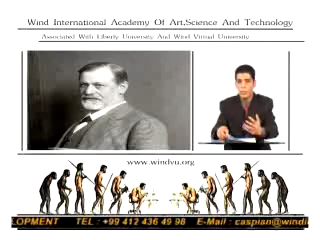 Wind International Academy Of Art,Science And Technology
Associated With Liberty University And Wind Virtual University
www.windvu.org
LOPMENT TEL : +99 412 436 49 98 E-Mail : caspian@windi